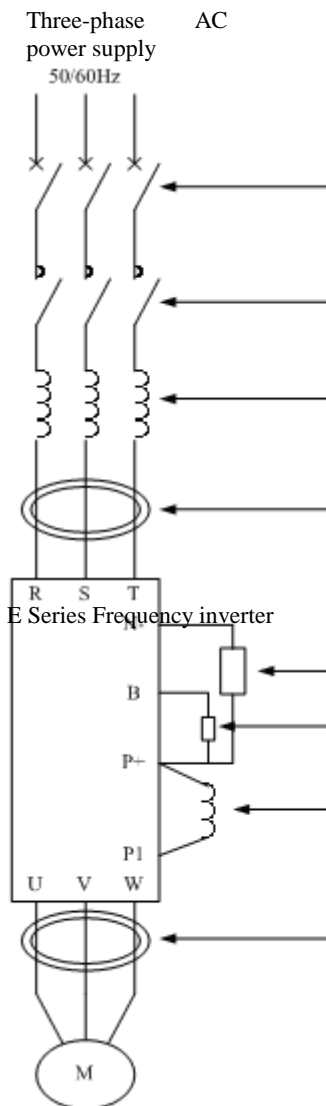 Three-phase AC
power supply
50/60Hz
R S T
E Series Frequency inverter
B
P+
P1
U V W
M